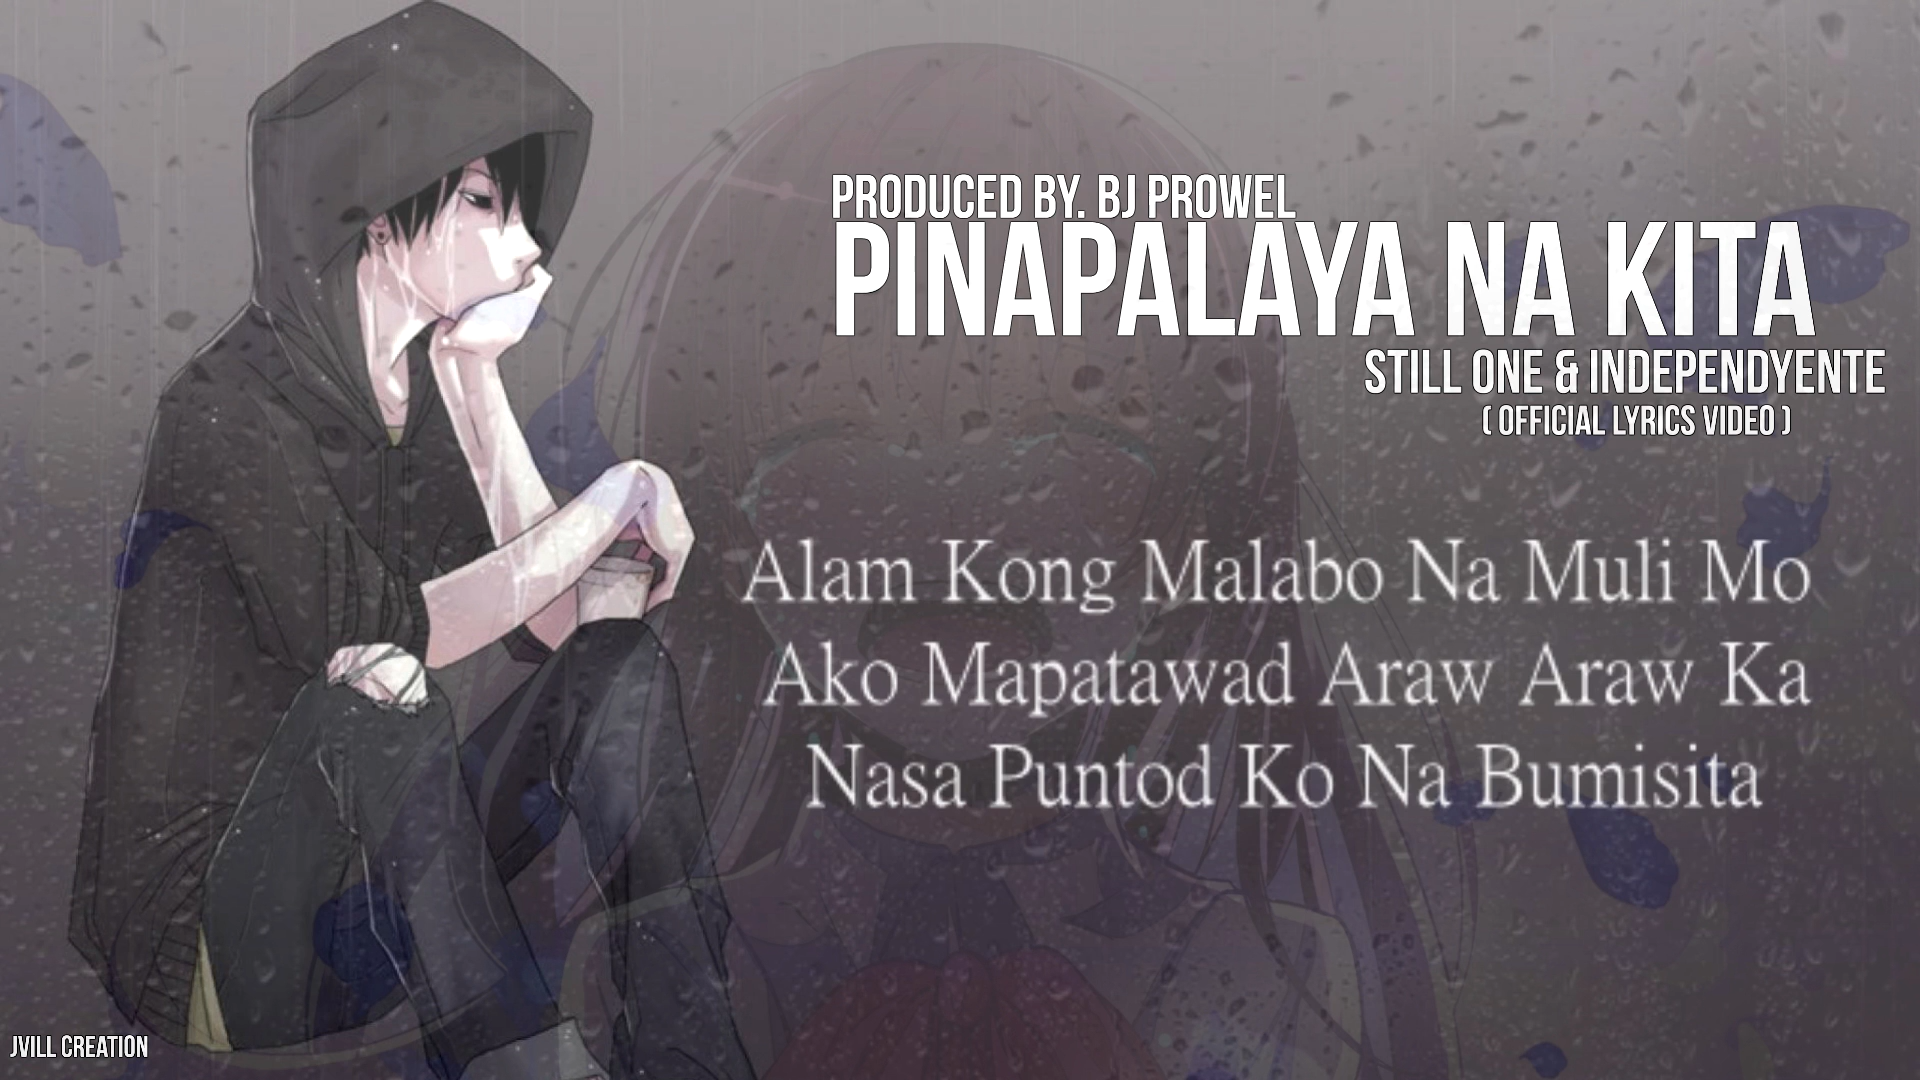 PRODUCED BY. BJ PROWEL
PINAPALAYA NA KITA
STILL ONE & INDEPENDYENTE
( OFFICIAL LYRICS VIDEO )
Alam Kong Malabo Na Muli Mo
Ako Mapatawad Araw Araw Ka
Nasa Puntod Ko Na Bumisita
JVILL CREATION